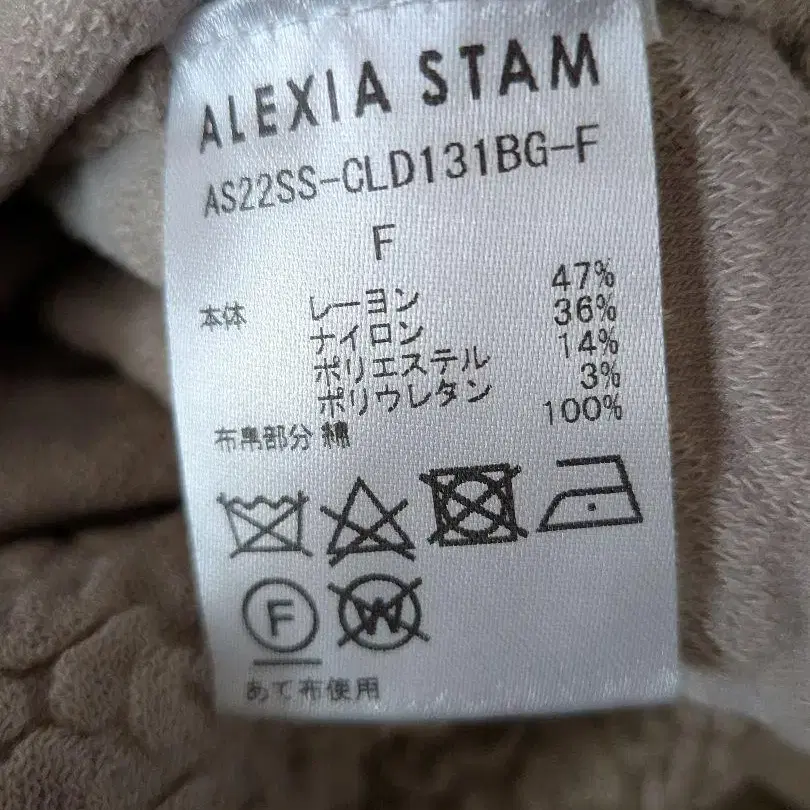 ALEXIA STAM
AS22SS-CLD131BG-F
F
本体 レーヨン 47%
ナイロン 36%
ポリエステル 14%
ポリウレタン 3%
布帛部分 綿 100%
F W
あて布使用